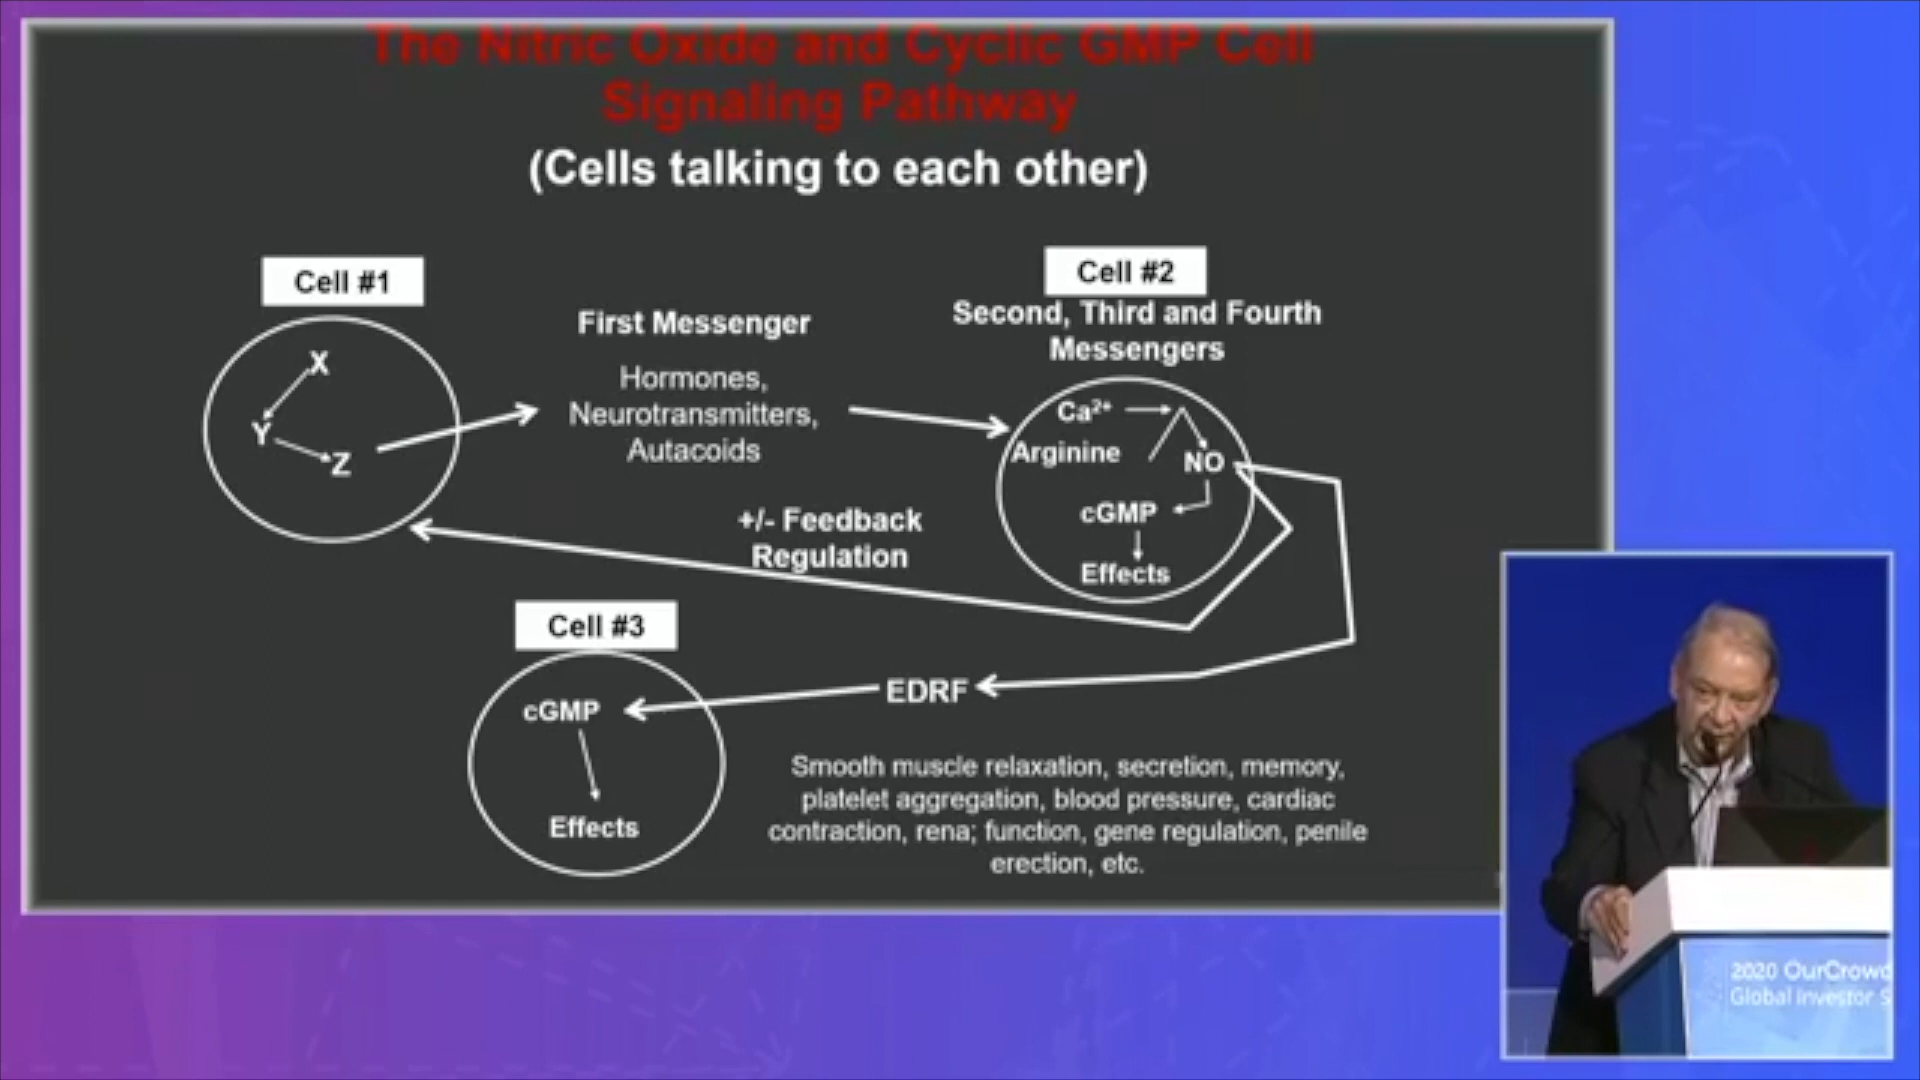 The Nitric Oxide and Cyclic GMP Cell
Signaling Pathway
(Cells talking to each other)
Cell #1
X
Y
Z
First Messenger
Hormones,
Neurotransmitters,
Autacoids
Cell #2
Second, Third and Fourth
Messengers
Ca²⁺
Arginine
NO
cGMP
Effects
+/- Feedback
Regulation
Cell #3
cGMP
Effects
EDRF
Smooth muscle relaxation, secretion, memory,
platelet aggregation, blood pressure, cardiac
contraction, rena; function, gene regulation, penile
erection, etc.
2020 OurCrowd
Global Investor S